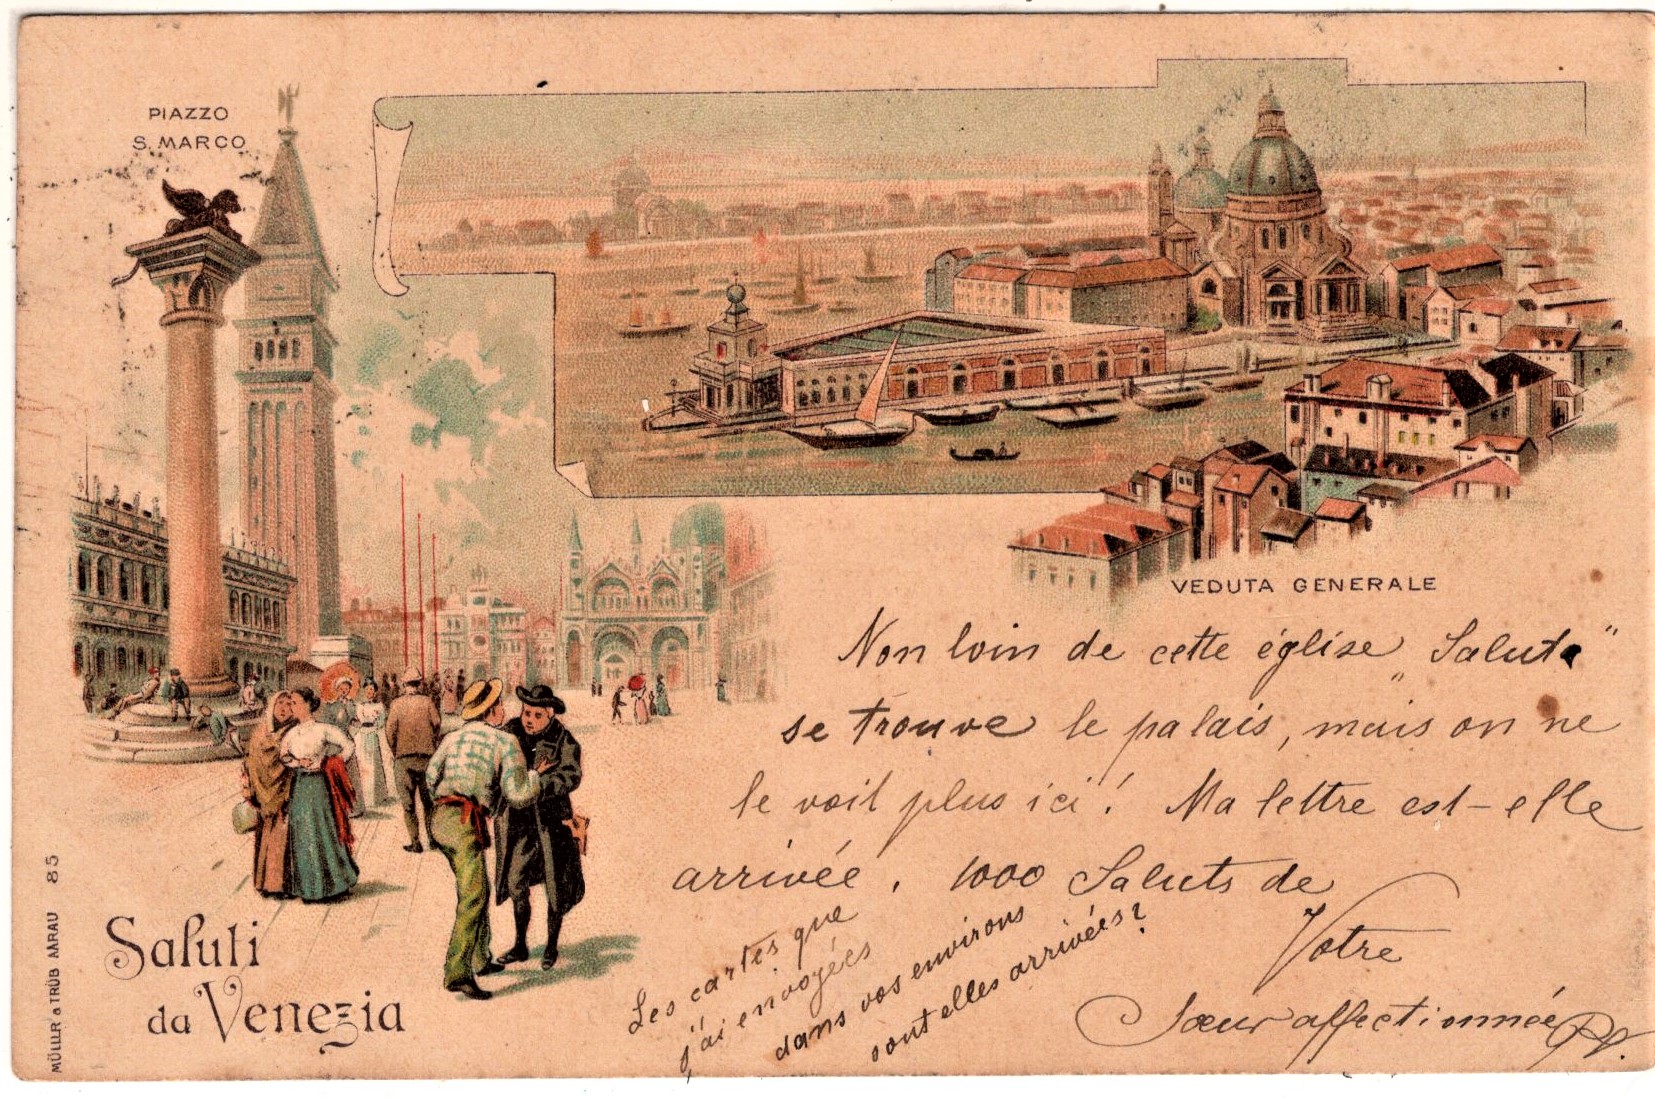 PIAZZO
S. MARCO
VEDUTA GENERALE
Non loin de cette église „Salute"
se trouve le palais, mais on ne
le voit plus ici! Ma lettre est-elle
arrivée. 1000 Saluts de
Votre
Sœur affectionnée
Les cartes que
j'ai envoyées
dans vos environs
sont elles arrivées?
Saluti
da Venezia
MÜLLR a TRÜB AARAU 85